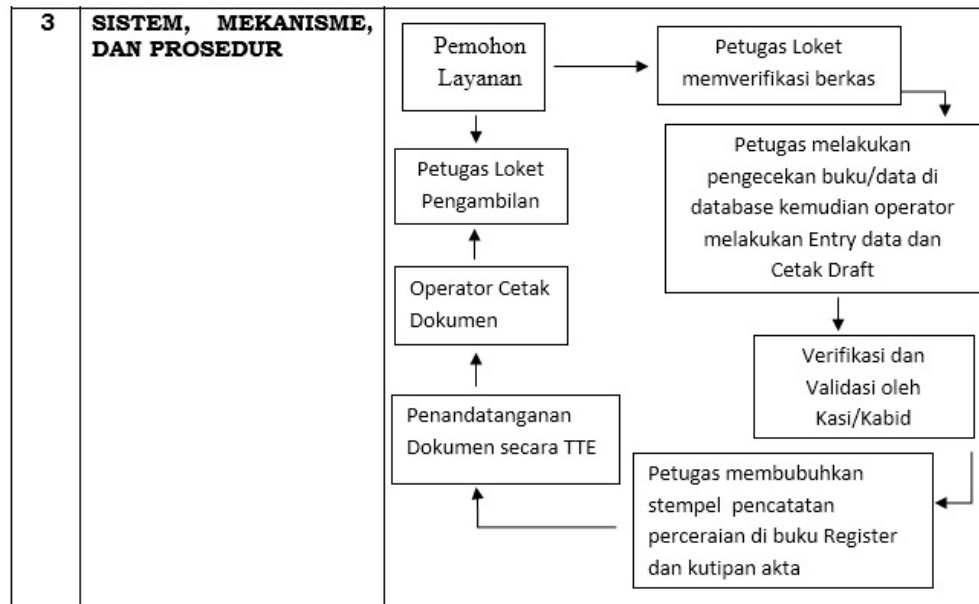 3
SISTEM, MEKANISME,
DAN PROSEDUR
Pemohon
Layanan
Petugas Loket
memverifikasi berkas
Petugas melakukan
pengecekan buku/data di
database kemudian operator
melakukan Entry data dan
Cetak Draft
Verifikasi dan
Validasi oleh
Kasi/Kabid
Petugas membubuhkan
stempel pencatatan
perceraian di buku Register
dan kutipan akta
Penandatanganan
Dokumen secara TTE
Operator Cetak
Dokumen
Petugas Loket
Pengambilan